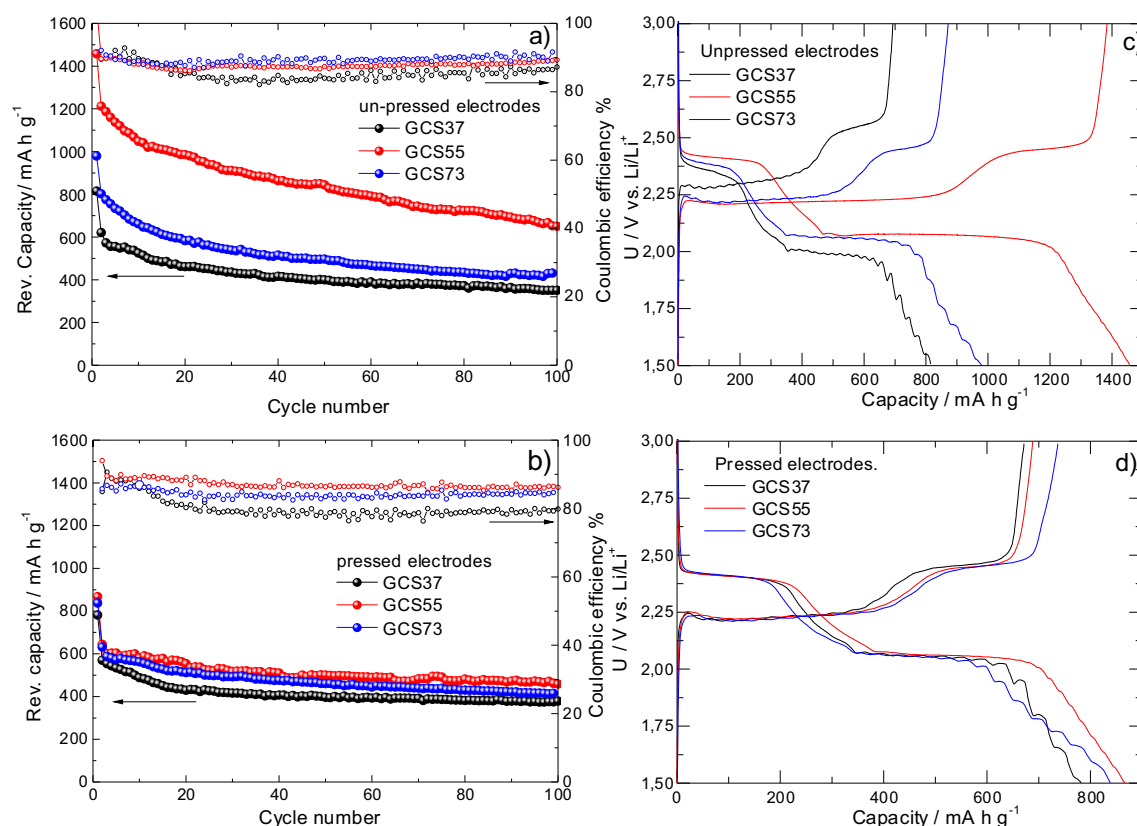 a)
1600
1400
1200
1000
800
600
400
200
0
Rev. Capacity/ mA h g-1
0
20
40
60
80
100
Cycle number
100
80
60
40
20
0
Coulombic efficiency %
un-pressed electrodes
GCS37
GCS55
GCS73
c)
3,00
2,75
2,50
2,25
2,00
1,75
1,50
U / V vs. Li/Li+
0
200
400
600
800
1000
1200
1400
Capacity / mA h g-1
Unpressed electrodes
GCS37
GCS55
GCS73
b)
1600
1400
1200
1000
800
600
400
200
0
Rev. capacity / mA h g-1
0
20
40
60
80
100
Cycle number
100
80
60
40
20
0
Coulombic efficiency %
pressed electrodes
GCS37
GCS55
GCS73
d)
3,00
2,75
2,50
2,25
2,00
1,75
1,50
U / V vs. Li/Li+
0
200
400
600
800
Capacity / mA h g-1
Pressed electrodes.
GCS37
GCS55
GCS73